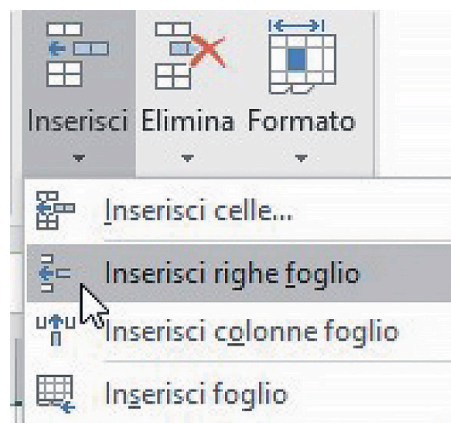 Inserisci Elimina Formato
Inserisci celle...
Inserisci righe foglio
Inserisci colonne foglio
Inserisci foglio